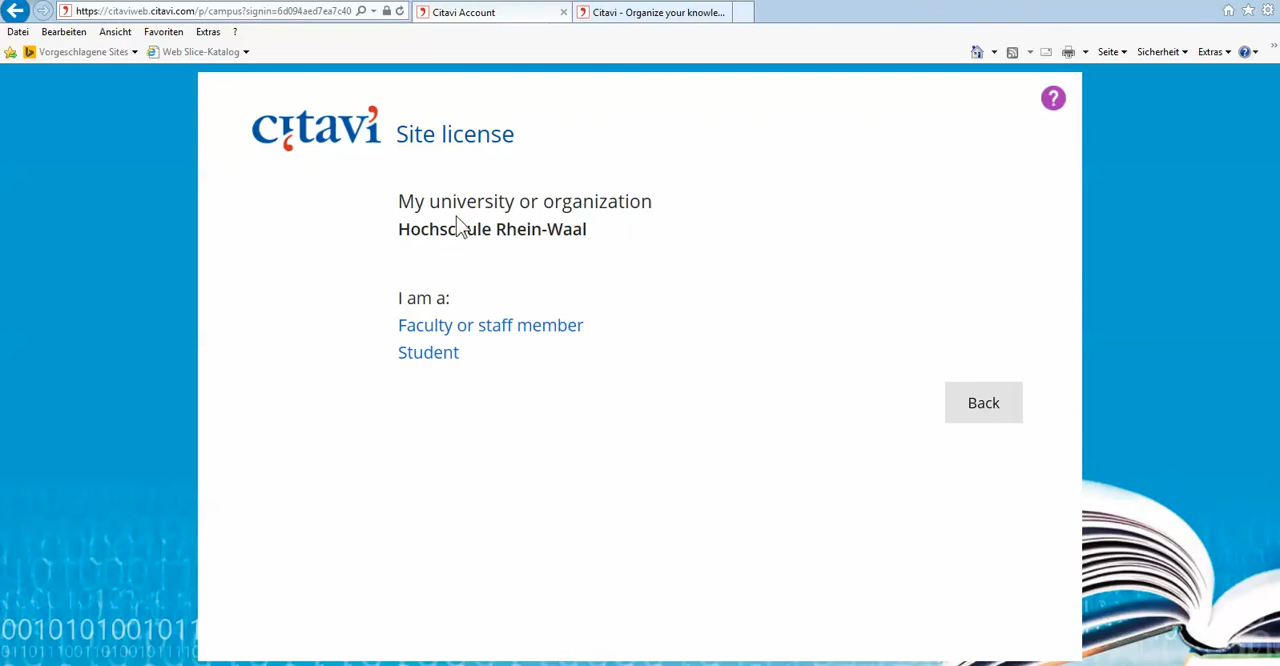 https://citaviweb.citavi.com/p/campus?signin=6d094aed7ea7c40
Citavi Account
Citavi - Organize your knowle...
Datei Bearbeiten Ansicht Favoriten Extras ?
Vorgeschlagene Sites Web Slice-Katalog
Seite Sicherheit Extras
citavi Site license
?
My university or organization
Hochschule Rhein-Waal
I am a:
Faculty or staff member
Student
Back
001010100101